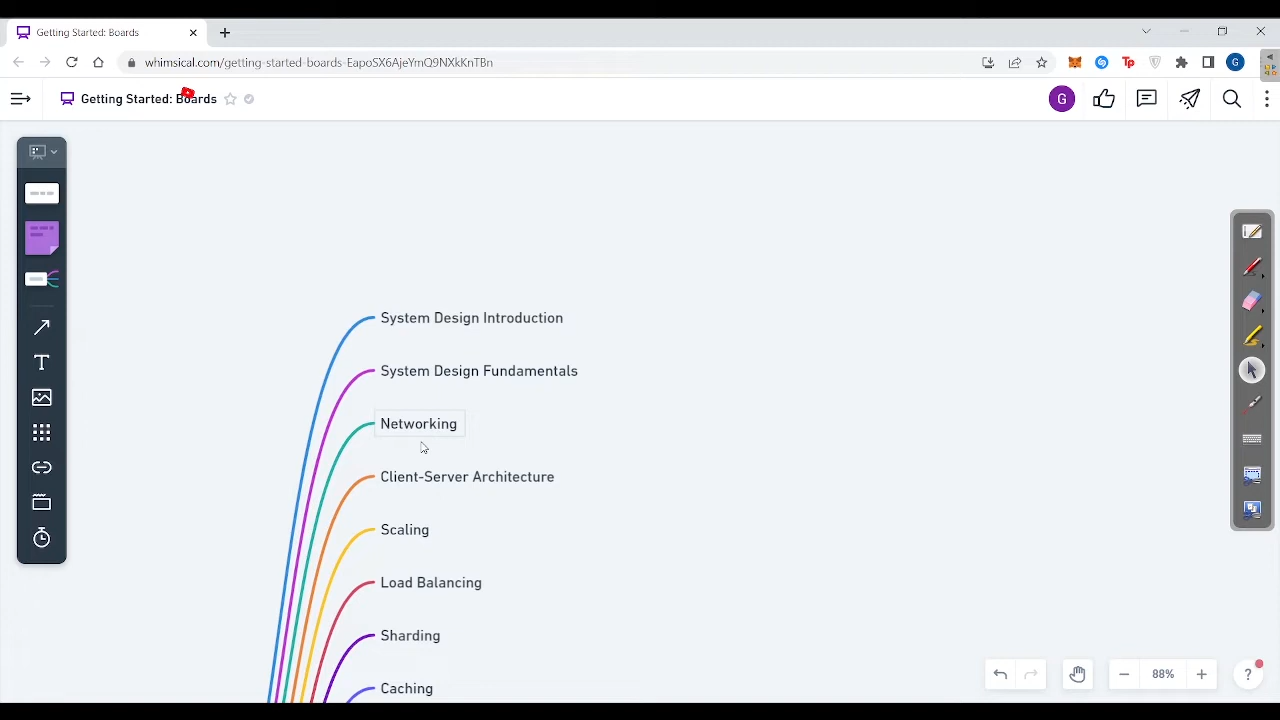 Getting Started: Boards
whimsical.com/getting-started-boards-EapoSX6AjeYmQ9NXkKnTBn
Tp
G
Getting Started: Boards
G
System Design Introduction
System Design Fundamentals
Networking
Client-Server Architecture
Scaling
Load Balancing
Sharding
Caching
T
88%
?